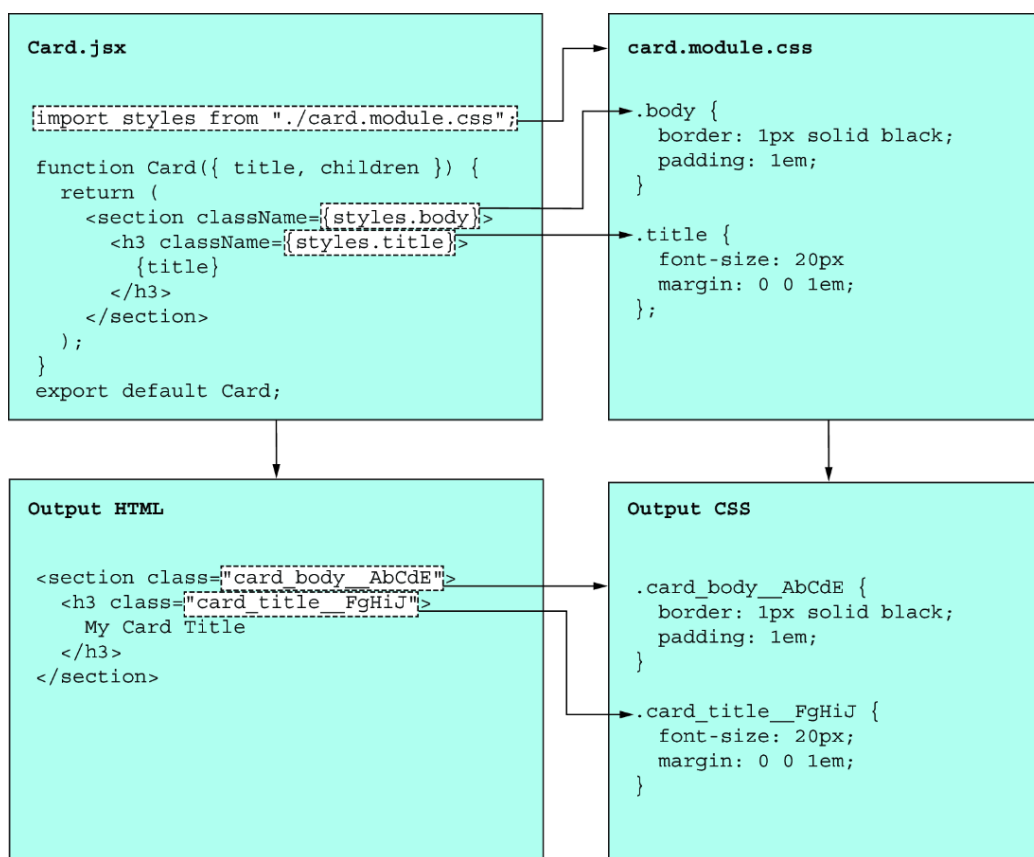 Card.jsx
import styles from "./card.module.css";
function Card({ title, children }) {
  return (
    <section className={styles.body}>
      <h3 className={styles.title}>
        {title}
      </h3>
    </section>
  );
}
export default Card;
card.module.css
.body {
  border: 1px solid black;
  padding: 1em;
}
.title {
  font-size: 20px
  margin: 0 0 1em;
};
Output HTML
<section class="card_body__AbCdE">
  <h3 class="card_title__FgHiJ">
    My Card Title
  </h3>
</section>
Output CSS
.card_body__AbCdE {
  border: 1px solid black;
  padding: 1em;
}
.card_title__FgHiJ {
  font-size: 20px;
  margin: 0 0 1em;
}